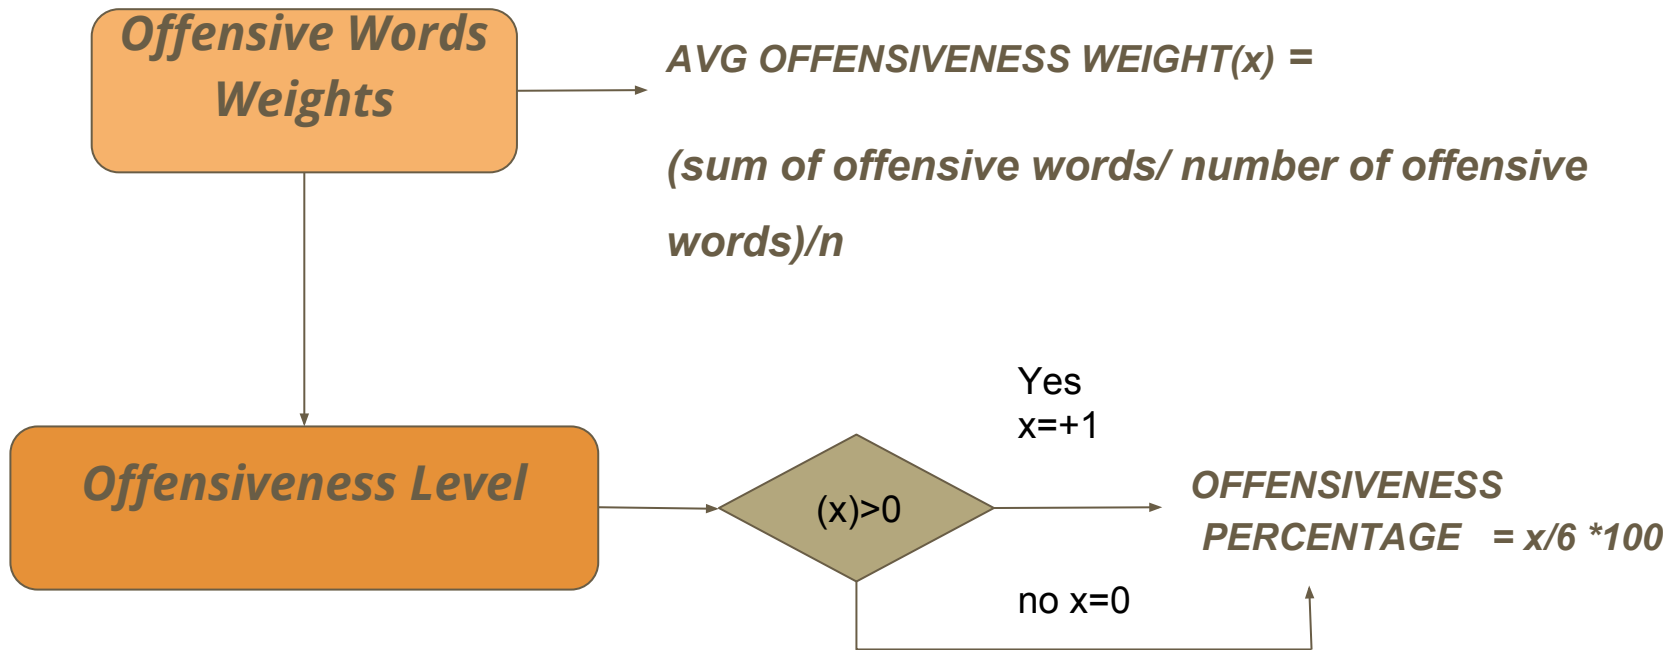 Offensive Words
Weights
AVG OFFENSIVENESS WEIGHT(x) =
(sum of offensive words/ number of offensive
words)/n
Offensiveness Level
(x)>0
Yes
x=+1
OFFENSIVENESS
PERCENTAGE = x/6 *100
no x=0